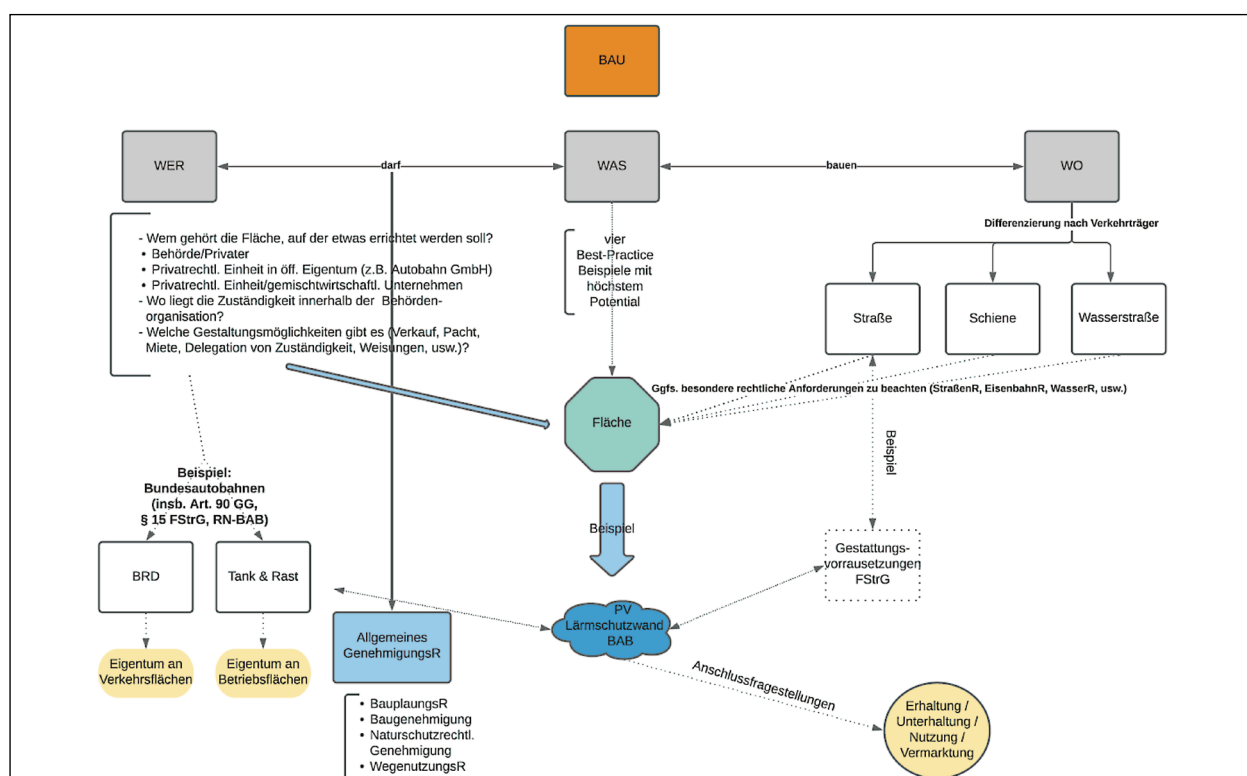 BAU
WER
darf
WAS
bauen
WO
- Wem gehört die Fläche, auf der etwas errichtet werden soll?
• Behörde/Privater
• Privatrechtl. Einheit in öff. Eigentum (z.B. Autobahn GmbH)
• Privatrechtl. Einheit/gemischtwirtschaftl. Unternehmen
- Wo liegt die Zuständigkeit innerhalb der Behörden-
organisation?
- Welche Gestaltungsmöglichkeiten gibt es (Verkauf, Pacht,
Miete, Delegation von Zuständigkeit, Weisungen, usw.)?
vier
Best-Practice
Beispiele mit
höchstem
Potential
Differenzierung nach Verkehrträger
Straße
Schiene
Wasserstraße
Ggfs. besondere rechtliche Anforderungen zu beachten (StraßenR, EisenbahnR, WasserR, usw.)
Fläche
Beispiel
Beispiel:
Bundesautobahnen
(insb. Art. 90 GG,
§ 15 FStrG, RN-BAB)
BRD
Tank & Rast
Eigentum an
Verkehrsflächen
Eigentum an
Betriebsflächen
Allgemeines
GenehmigungsR
• BauplaungsR
• Baugenehmigung
• Naturschutzrechtl.
Genehmigung
• WegenutzungsR
Beispiel
PV
Lärmschutzwand
BAB
Gestattungs-
vorrausetzungen
FStrG
Anschlussfragestellungen
Erhaltung /
Unterhaltung /
Nutzung /
Vermarktung